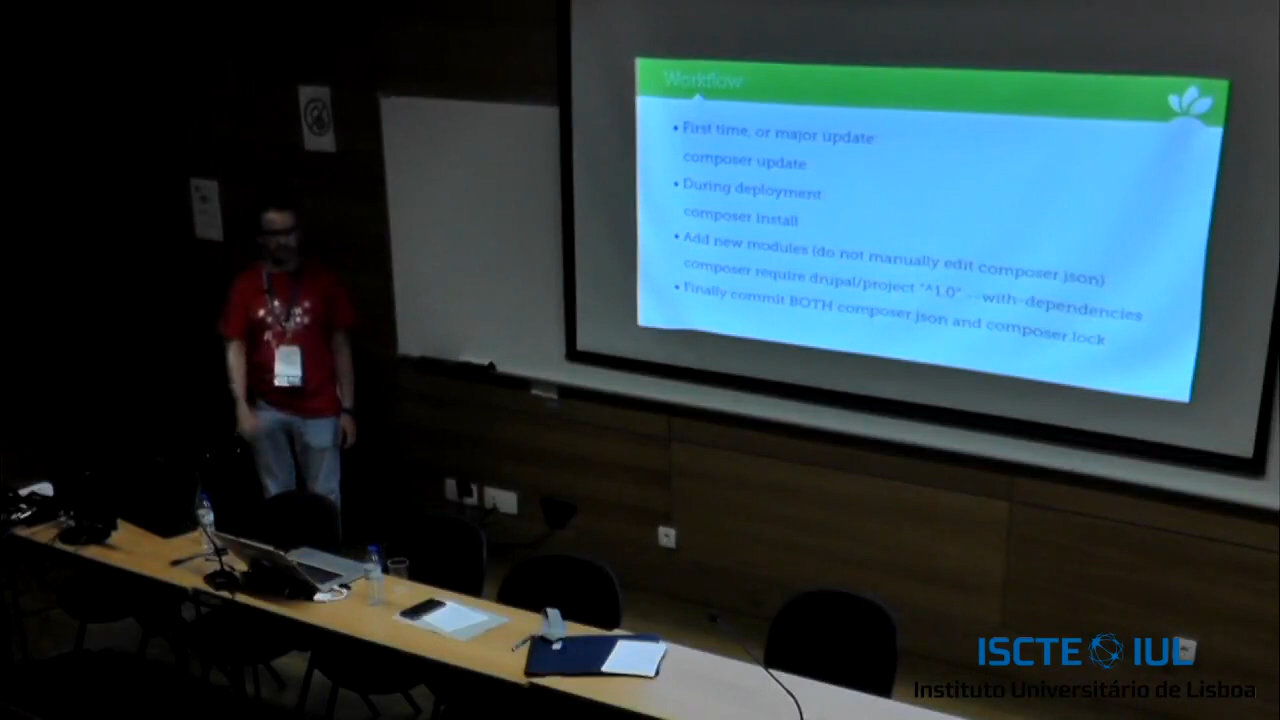 Workflow
• First time, or major update
composer update
• During deployment
composer install
• Add new modules (do not manually edit composer.json)
composer require drupal/project "^1.0" --with-dependencies
• Finally commit BOTH composer.json and composer.lock
ISCTE IUL
Instituto Universitário de Lisboa